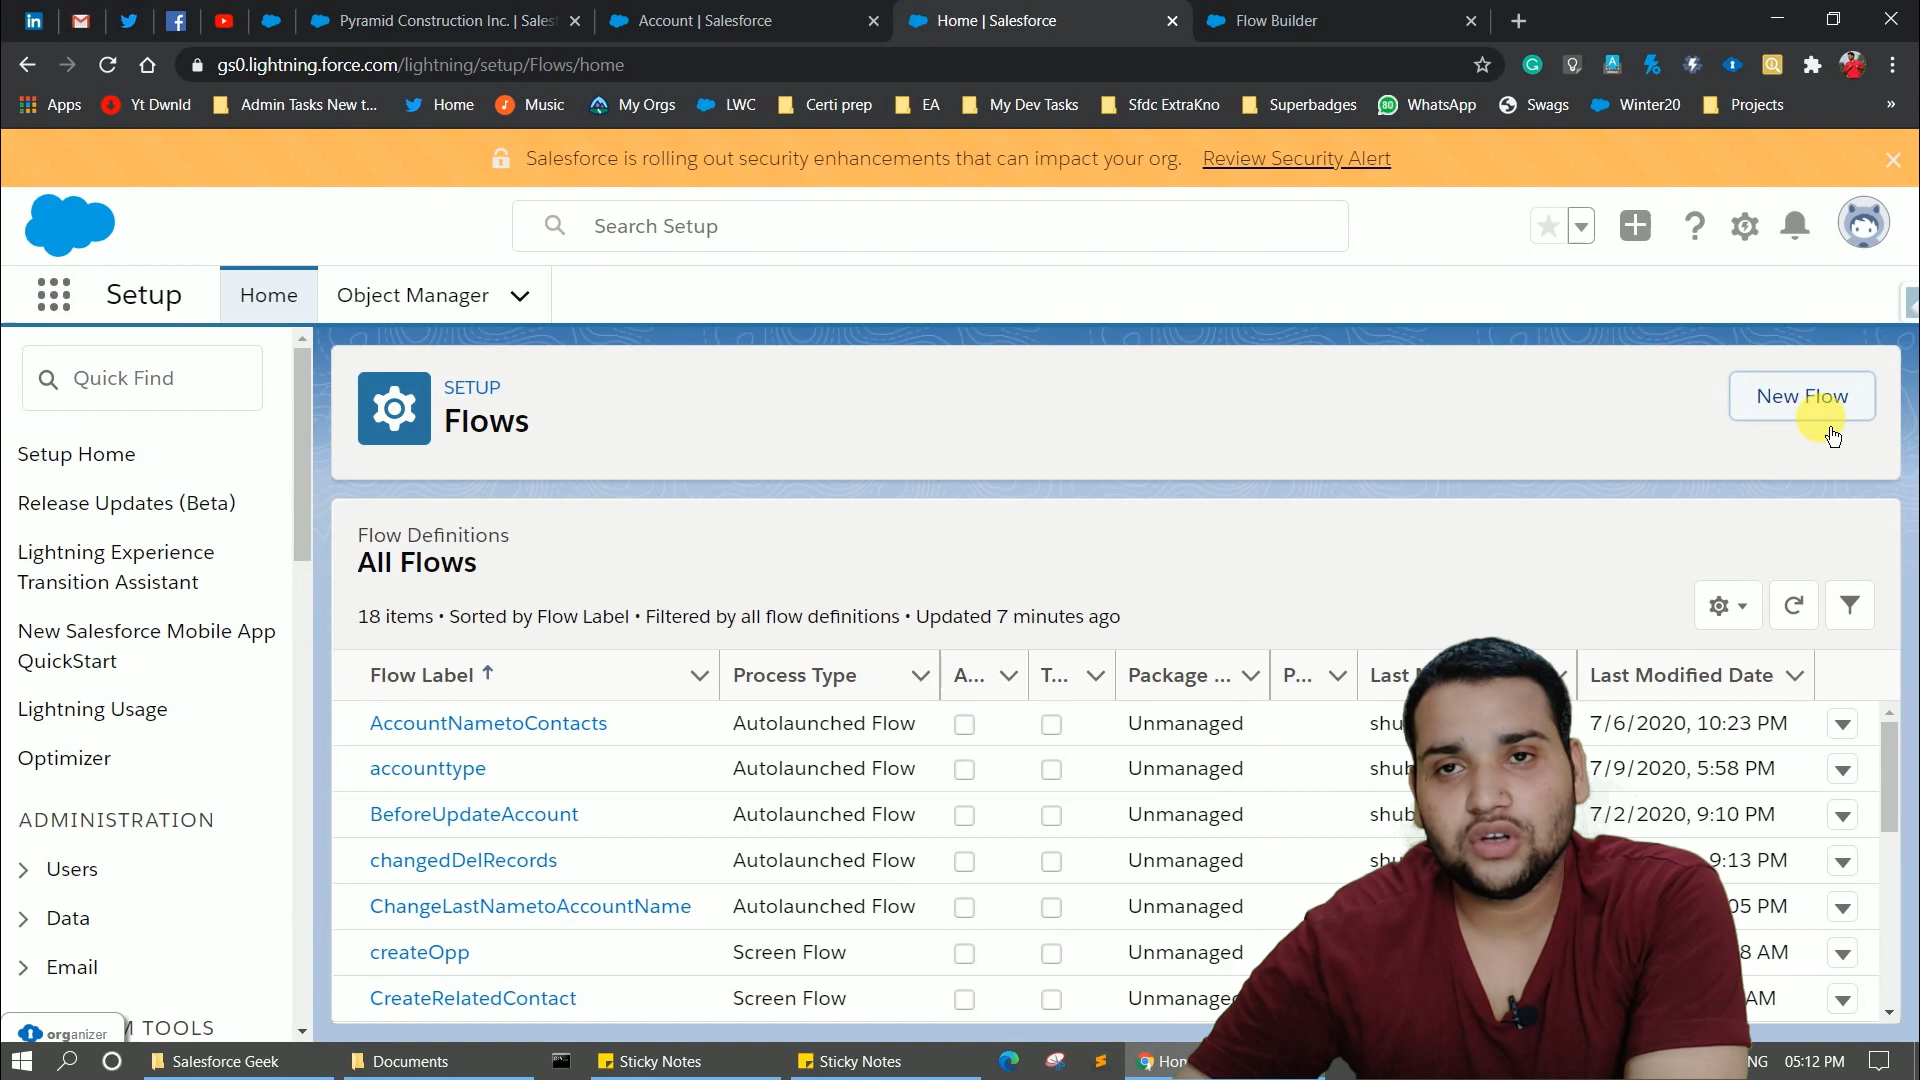 Pyramid Construction Inc. | Sales
Account | Salesforce
Home | Salesforce
Flow Builder
gs0.lightning.force.com/lightning/setup/Flows/home
Apps
Yt Dwnld
Admin Tasks New t...
Home
Music
My Orgs
LWC
Certi prep
EA
My Dev Tasks
Sfdc ExtraKno
Superbadges
WhatsApp
Swags
Winter20
Projects
»
Salesforce is rolling out security enhancements that can impact your org. Review Security Alert
Search Setup
Setup
Home
Object Manager
Quick Find
Setup Home
Release Updates (Beta)
Lightning Experience
Transition Assistant
New Salesforce Mobile App
QuickStart
Lightning Usage
Optimizer
ADMINISTRATION
Users
Data
Email
M TOOLS
organizer
SETUP
Flows
New Flow
Flow Definitions
All Flows
18 items • Sorted by Flow Label • Filtered by all flow definitions • Updated 7 minutes ago
Flow Label ↑ Process Type A... T... Package ... P... Last Last Modified Date
AccountNametoContacts Autolaunched Flow Unmanaged shu 7/6/2020, 10:23 PM
accounttype Autolaunched Flow Unmanaged shu 7/9/2020, 5:58 PM
BeforeUpdateAccount Autolaunched Flow Unmanaged shub 7/2/2020, 9:10 PM
changedDelRecords Autolaunched Flow Unmanaged shu 9:13 PM
ChangeLastNametoAccountName Autolaunched Flow Unmanaged 05 PM
createOpp Screen Flow Unmanaged 8 AM
CreateRelatedContact Screen Flow Unmanaged AM
Salesforce Geek
Documents
Sticky Notes
Sticky Notes
Hon
NG
05:12 PM